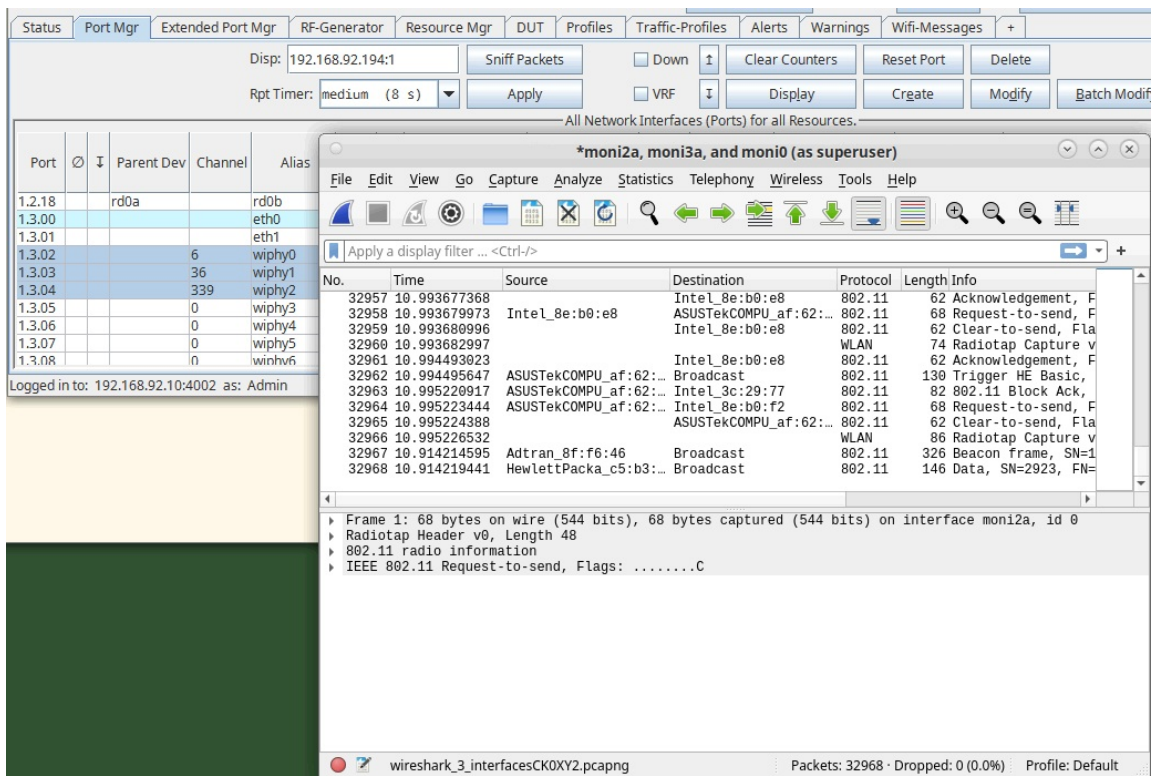 Status Port Mgr Extended Port Mgr RF-Generator Resource Mgr DUT Profiles Traffic-Profiles Alerts Warnings Wifi-Messages +
Disp: 192.168.92.194:1 Sniff Packets Down ↥ Clear Counters Reset Port Delete
Rpt Timer: medium (8 s) Apply VRF ↧ Display Create Modify Batch Modif
All Network Interfaces (Ports) for all Resources.
Port ∅ ↧ Parent Dev Channel Alias
1.2.18 rd0a rd0b
1.3.00 eth0
1.3.01 eth1
1.3.02 6 wiphy0
1.3.03 36 wiphy1
1.3.04 339 wiphy2
1.3.05 0 wiphy3
1.3.06 0 wiphy4
1.3.07 0 wiphy5
1.3.08 0 wiphy6
Logged in to: 192.168.92.10:4002 as: Admin
*moni2a, moni3a, and moni0 (as superuser)
File Edit View Go Capture Analyze Statistics Telephony Wireless Tools Help
Apply a display filter ... <Ctrl-/> +
No. Time Source Destination Protocol Length Info
32957 10.993677368 Intel_8e:b0:e8 802.11 62 Acknowledgement, F
32958 10.993679973 Intel_8e:b0:e8 ASUSTekCOMPU_af:62:… 802.11 68 Request-to-send, F
32959 10.993680996 Intel_8e:b0:e8 802.11 62 Clear-to-send, Fla
32960 10.993682997 WLAN 74 Radiotap Capture v
32961 10.994493023 Intel_8e:b0:e8 802.11 62 Acknowledgement, F
32962 10.994495647 ASUSTekCOMPU_af:62:… Broadcast 802.11 130 Trigger HE Basic,
32963 10.995220917 ASUSTekCOMPU_af:62:… Intel_3c:29:77 802.11 82 802.11 Block Ack,
32964 10.995223444 ASUSTekCOMPU_af:62:… Intel_8e:b0:f2 802.11 68 Request-to-send, F
32965 10.995224388 ASUSTekCOMPU_af:62:… 802.11 62 Clear-to-send, Fla
32966 10.995226532 WLAN 86 Radiotap Capture v
32967 10.914214595 Adtran_8f:f6:46 Broadcast 802.11 326 Beacon frame, SN=1
32968 10.914219441 HewlettPacka_c5:b3:… Broadcast 802.11 146 Data, SN=2923, FN=
Frame 1: 68 bytes on wire (544 bits), 68 bytes captured (544 bits) on interface moni2a, id 0
Radiotap Header v0, Length 48
802.11 radio information
IEEE 802.11 Request-to-send, Flags: ........C
wireshark_3_interfacesCK0XY2.pcapng Packets: 32968 · Dropped: 0 (0.0%) Profile: Default